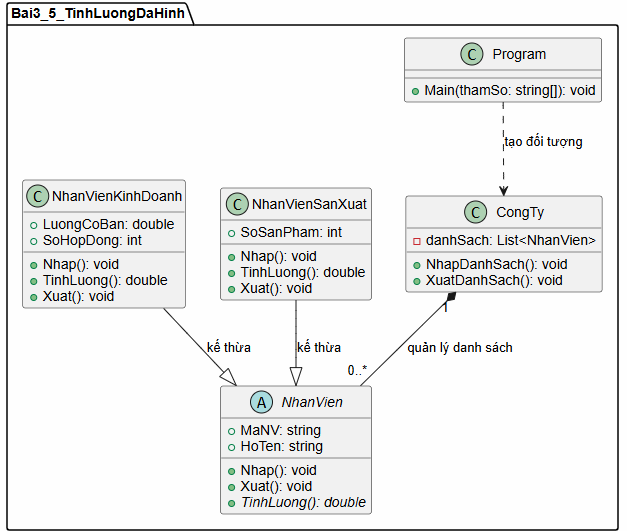 Bai3_5_TinhLuongDaHinh
C Program
Main(thamSo: string[]): void
tạo đối tượng
C NhanVienKinhDoanh
LuongCoBan: double
SoHopDong: int
Nhap(): void
TinhLuong(): double
Xuat(): void
C NhanVienSanXuat
SoSanPham: int
Nhap(): void
TinhLuong(): double
Xuat(): void
C CongTy
danhSach: List<NhanVien>
NhapDanhSach(): void
XuatDanhSach(): void
1
kế thừa
kế thừa
quản lý danh sách
0..*
A NhanVien
MaNV: string
HoTen: string
Nhap(): void
Xuat(): void
TinhLuong(): double